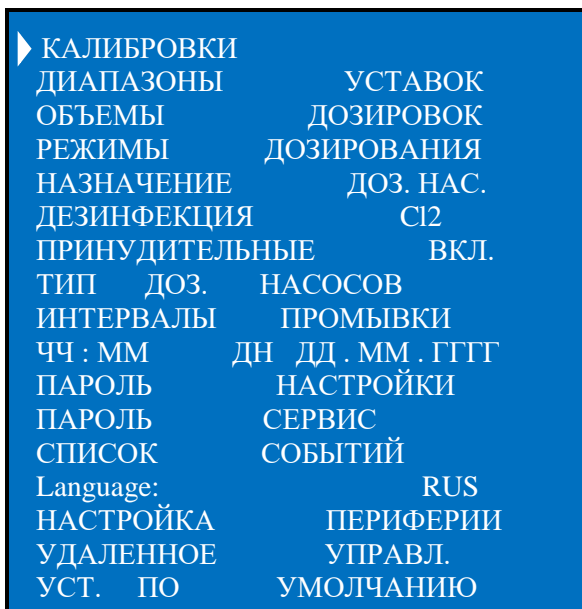 КАЛИБРОВКИ
ДИАПАЗОНЫ УСТАВОК
ОБЪЕМЫ ДОЗИРОВОК
РЕЖИМЫ ДОЗИРОВАНИЯ
НАЗНАЧЕНИЕ ДОЗ. НАС.
ДЕЗИНФЕКЦИЯ Cl2
ПРИНУДИТЕЛЬНЫЕ ВКЛ.
ТИП ДОЗ. НАСОСОВ
ИНТЕРВАЛЫ ПРОМЫВКИ
ЧЧ : ММ ДН ДД . ММ . ГГГГ
ПАРОЛЬ НАСТРОЙКИ
ПАРОЛЬ СЕРВИС
СПИСОК СОБЫТИЙ
Language: RUS
НАСТРОЙКА ПЕРИФЕРИИ
УДАЛЕННОЕ УПРАВЛ.
УСТ. ПО УМОЛЧАНИЮ